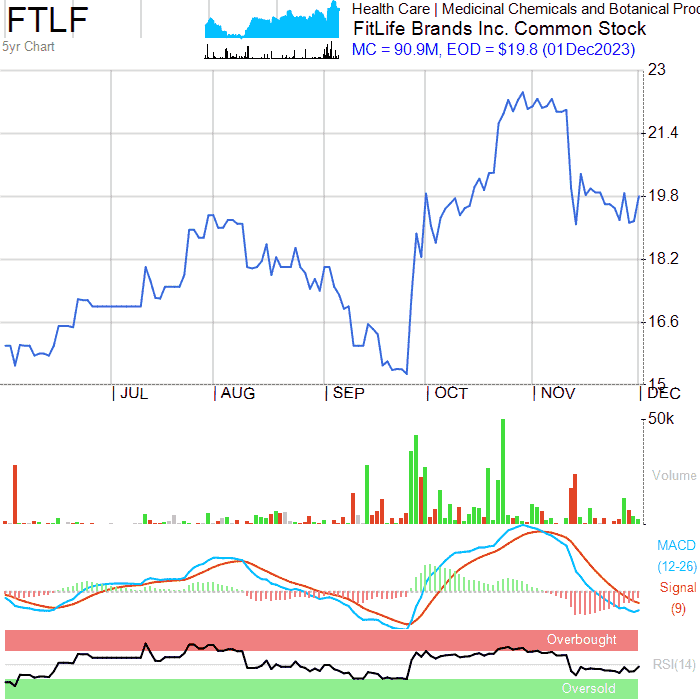 FTLF
5yr Chart
Health Care | Medicinal Chemicals and Botanical Proc
FitLife Brands Inc. Common Stock
MC = 90.9M, EOD = $19.8 (01Dec2023)
23
21.4
19.8
18.2
16.6
15
| JUL | AUG | SEP | OCT | NOV | DEC
50k
Volume
MACD
(12-26)
Signal
(9)
Overbought
RSI(14)
Oversold